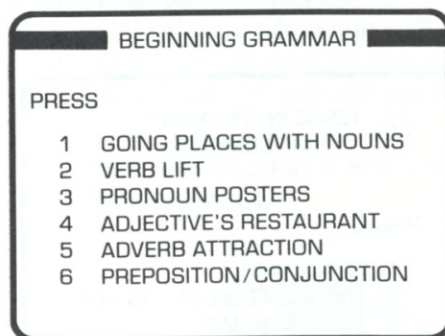 BEGINNING GRAMMAR
PRESS
1 GOING PLACES WITH NOUNS
2 VERB LIFT
3 PRONOUN POSTERS
4 ADJECTIVE'S RESTAURANT
5 ADVERB ATTRACTION
6 PREPOSITION/CONJUNCTION